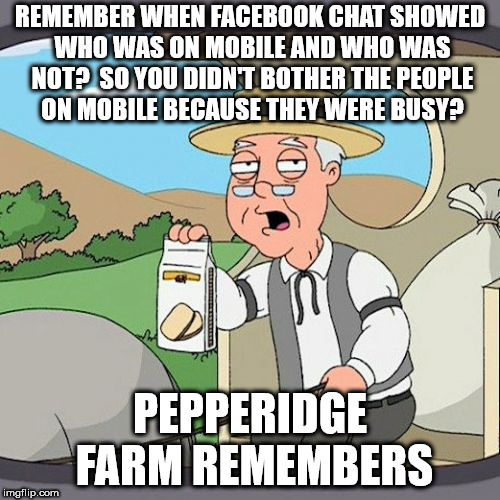 REMEMBER WHEN FACEBOOK CHAT SHOWED
WHO WAS ON MOBILE AND WHO WAS
NOT?  SO YOU DIDN'T BOTHER THE PEOPLE
ON MOBILE BECAUSE THEY WERE BUSY?
PEPPERIDGE
FARM REMEMBERS
imgflip.com